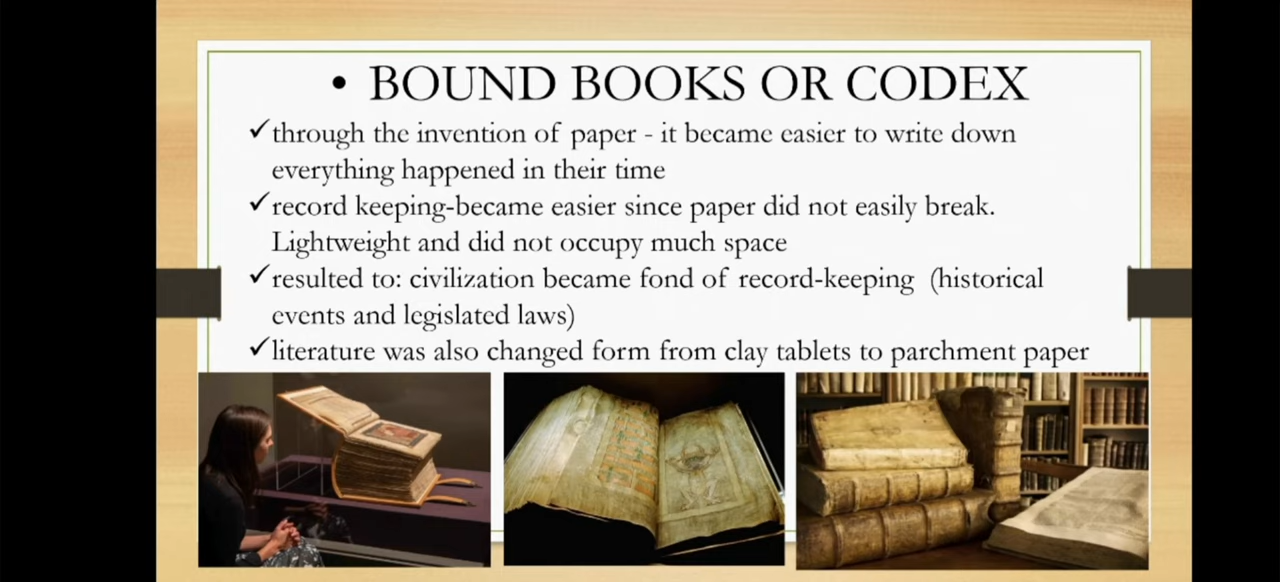 • BOUND BOOKS OR CODEX
✓through the invention of paper - it became easier to write down
everything happened in their time
✓record keeping-became easier since paper did not easily break.
Lightweight and did not occupy much space
✓resulted to: civilization became fond of record-keeping (historical
events and legislated laws)
✓literature was also changed form from clay tablets to parchment paper